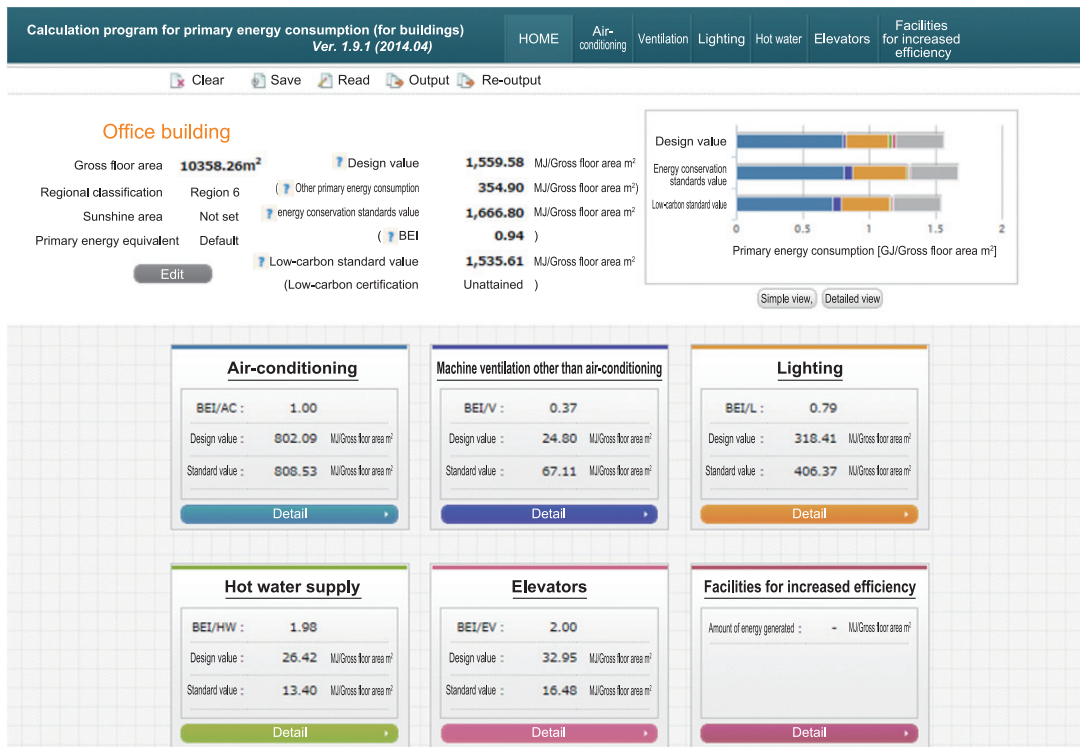 Calculation program for primary energy consumption (for buildings)
Ver. 1.9.1 (2014.04)
HOME
Air-
conditioning
Ventilation
Lighting
Hot water
Elevators
Facilities
for increased
efficiency
Clear
Save
Read
Output
Re-output
Office building
Gross floor area 10358.26m²
Regional classification Region 6
Sunshine area Not set
Primary energy equivalent Default
Edit
? Design value 1,559.58 MJ/Gross floor area m²
( ? Other primary energy consumption 354.90 MJ/Gross floor area m²)
? energy conservation standards value 1,666.80 MJ/Gross floor area m²
( ? BEI 0.94 )
? Low-carbon standard value 1,535.61 MJ/Gross floor area m²
(Low-carbon certification Unattained )
Design value
Energy conservation
standards value
Low-carbon standard value
0 0.5 1 1.5 2
Primary energy consumption [GJ/Gross floor area m²]
Simple view,
Detailed view
Air-conditioning
BEI/AC : 1.00
Design value : 802.09 MJ/Gross floor area m²
Standard value : 808.53 MJ/Gross floor area m²
Detail
Machine ventilation other than air-conditioning
BEI/V : 0.37
Design value : 24.80 MJ/Gross floor area m²
Standard value : 67.11 MJ/Gross floor area m²
Detail
Lighting
BEI/L : 0.79
Design value : 318.41 MJ/Gross floor area m²
Standard value : 406.37 MJ/Gross floor area m²
Detail
Hot water supply
BEI/HW : 1.98
Design value : 26.42 MJ/Gross floor area m²
Standard value : 13.40 MJ/Gross floor area m²
Detail
Elevators
BEI/EV : 2.00
Design value : 32.95 MJ/Gross floor area m²
Standard value : 16.48 MJ/Gross floor area m²
Detail
Facilities for increased efficiency
Amount of energy generated : - MJ/Gross floor area m²
Detail